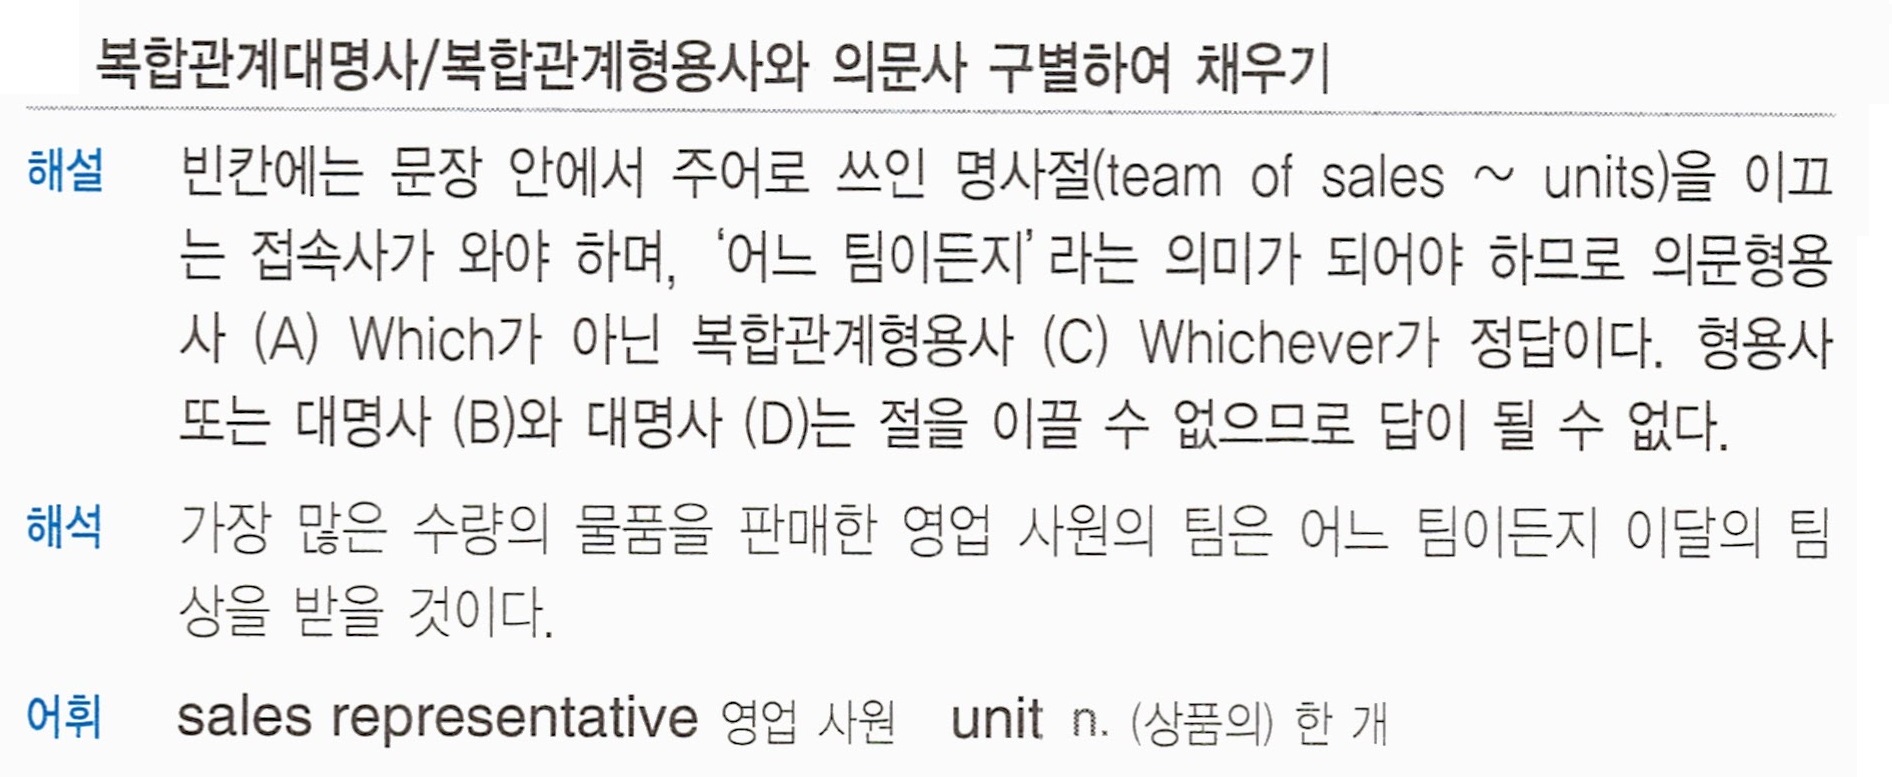 복합관계대명사/복합관계형용사와 의문사 구별하여 채우기
해설 빈칸에는 문장 안에서 주어로 쓰인 명사절(team of sales ~ units)을 이끄
는 접속사가 와야 하며, ‘어느 팀이든지’라는 의미가 되어야 하므로 의문형용
사 (A) Which가 아닌 복합관계형용사 (C) Whichever가 정답이다. 형용사
또는 대명사 (B)와 대명사 (D)는 절을 이끌 수 없으므로 답이 될 수 없다.
해석 가장 많은 수량의 물품을 판매한 영업 사원의 팀은 어느 팀이든지 이달의 팀
상을 받을 것이다.
어휘 sales representative 영업 사원 unit n. (상품의) 한 개